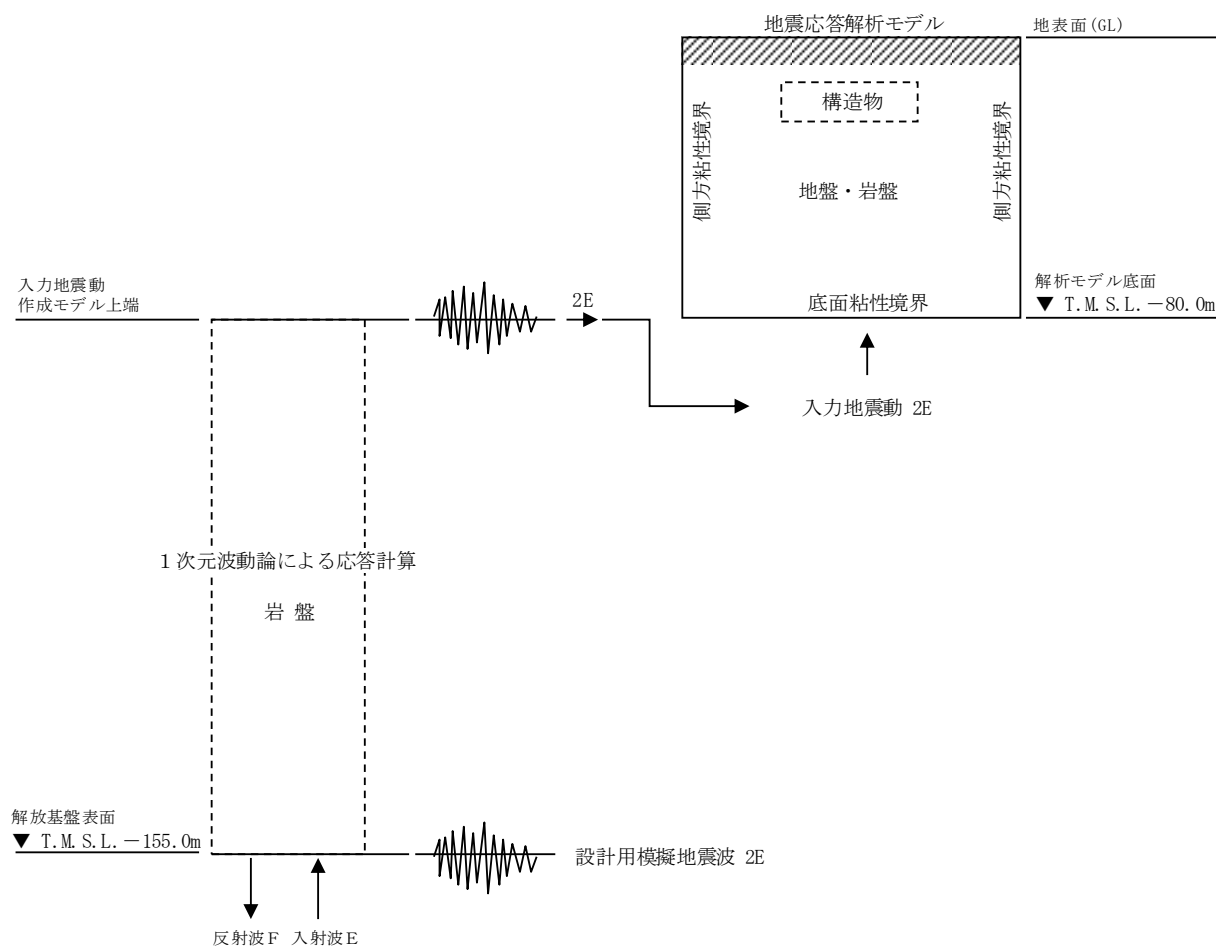 地震応答解析モデル
地表面(GL)
構造物
側方粘性境界
側方粘性境界
地盤・岩盤
入力地震動
作成モデル上端
2E
底面粘性境界
解析モデル底面
▼ T.M.S.L.－80.0m
入力地震動 2E
1次元波動論による応答計算
岩 盤
解放基盤表面
▼ T.M.S.L.－155.0m
設計用模擬地震波 2E
反射波F 入射波E